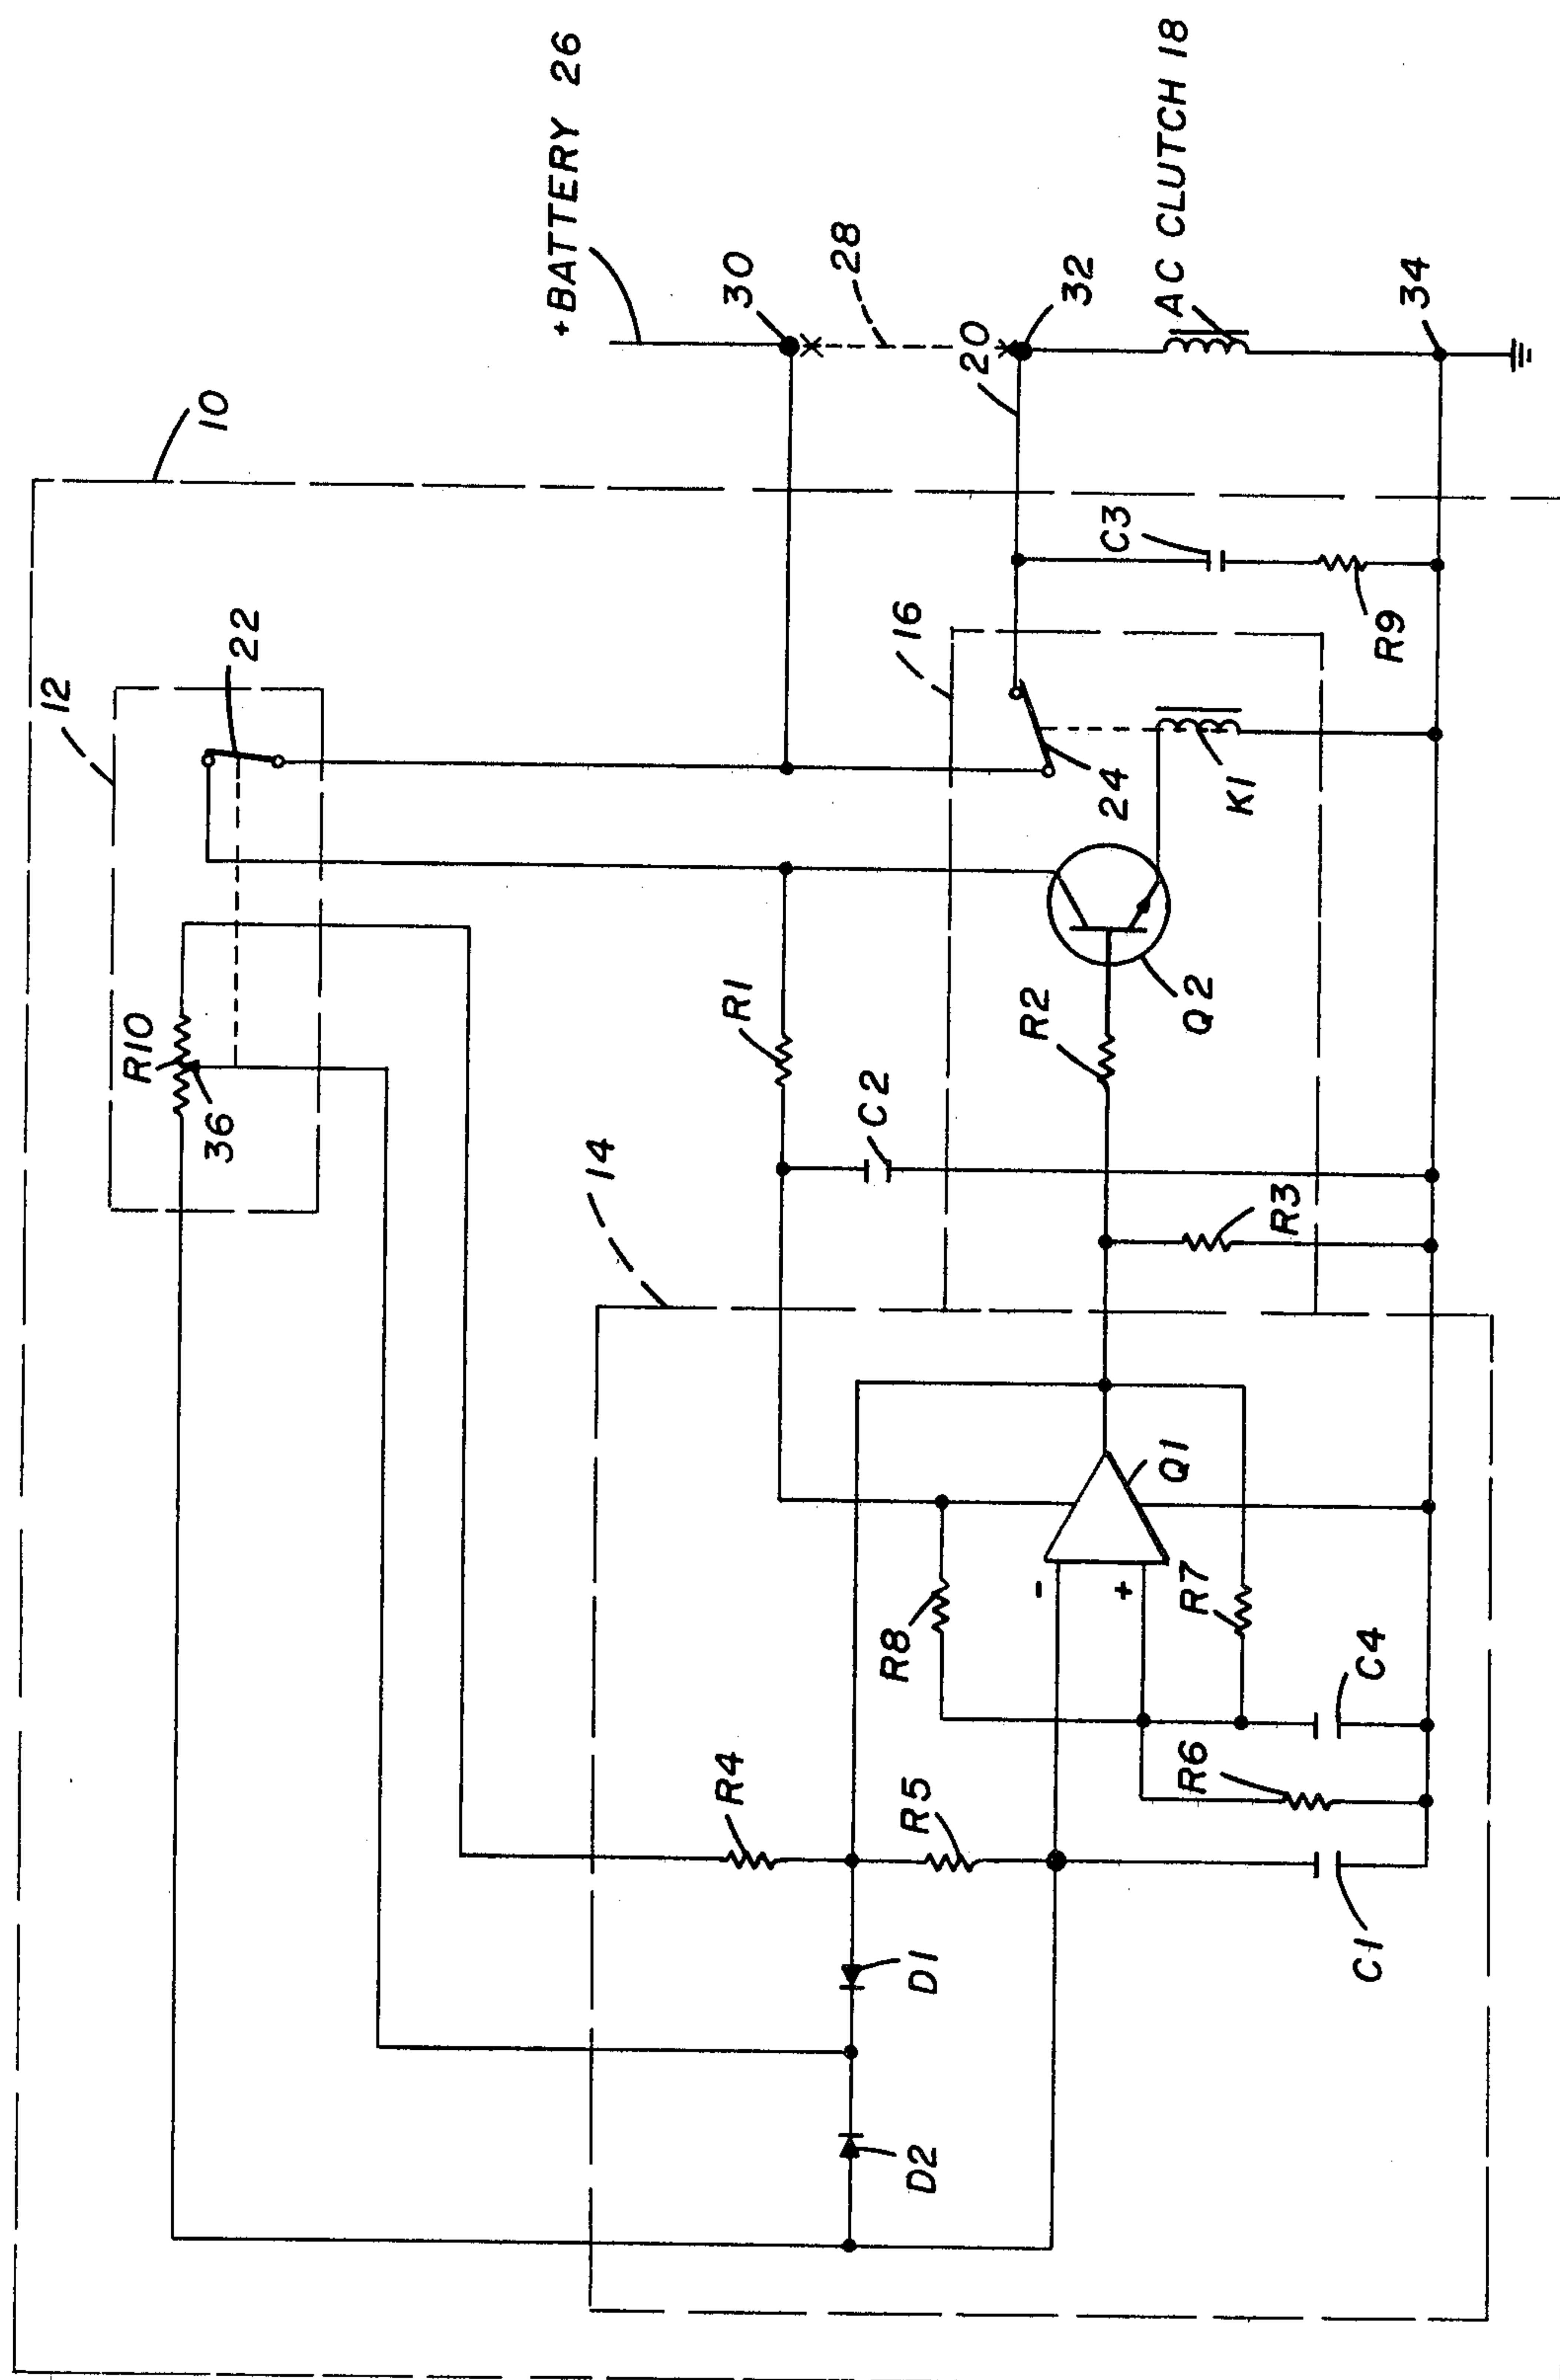 +BATTERY 26
10
30
28
12
22
20
32
AC CLUTCH 18
34
16
C3
R9
24
K1
R10
36
R1
C2
R2
Q2
14
R3
Q1
-
+
R8
R7
C4
R4
R5
R6
D1
C1
D2